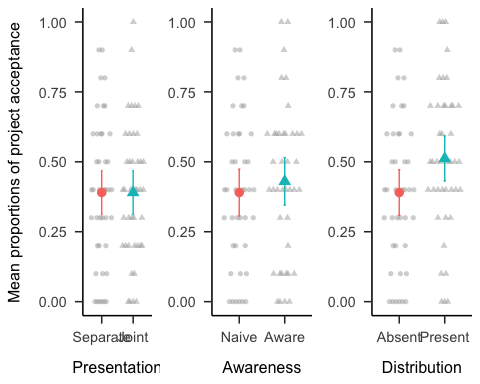 Mean proportions of project acceptance
1.00
0.75
0.50
0.25
0.00
Separate Joint
Presentation
1.00
0.75
0.50
0.25
0.00
Naive Aware
Awareness
1.00
0.75
0.50
0.25
0.00
Absent Present
Distribution